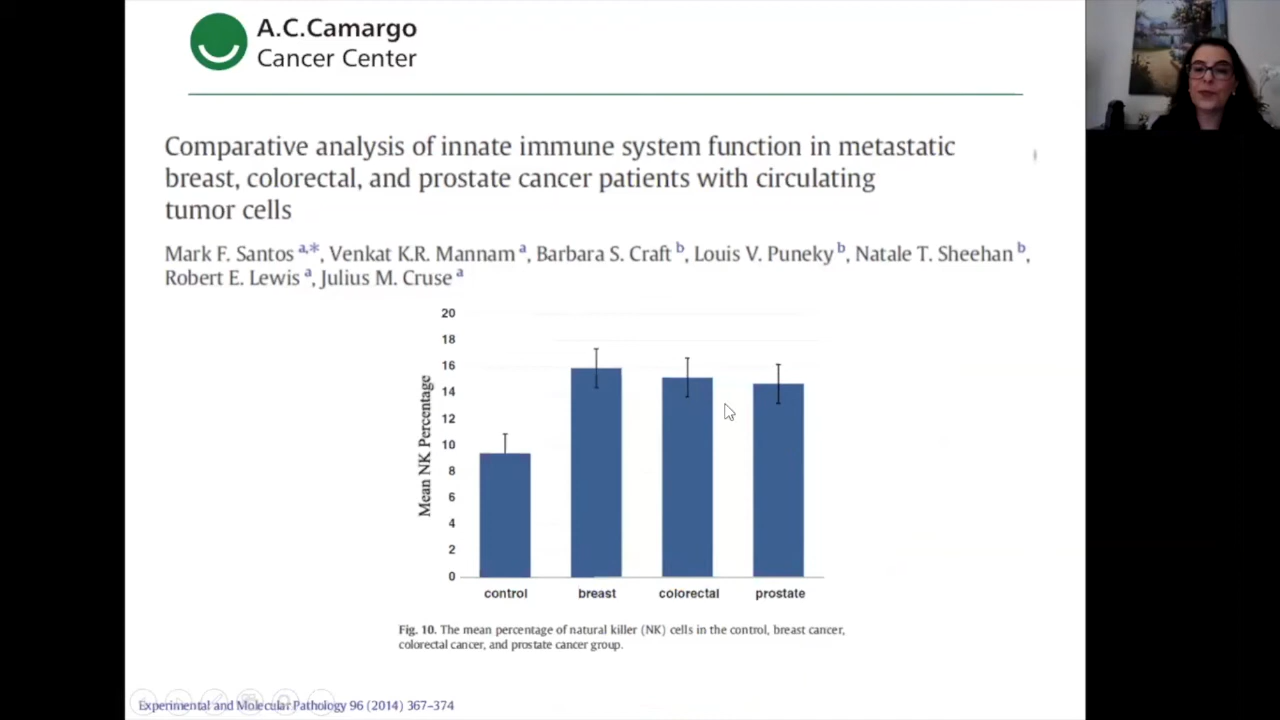 A.C.Camargo
Cancer Center
Comparative analysis of innate immune system function in metastatic
breast, colorectal, and prostate cancer patients with circulating
tumor cells
Mark F. Santos a,*, Venkat K.R. Mannam a, Barbara S. Craft b, Louis V. Puneky b, Natale T. Sheehan b,
Robert E. Lewis a, Julius M. Cruse a
20
18
16
14
12
10
8
6
4
2
0
Mean NK Percentage
control breast colorectal prostate
Fig. 10. The mean percentage of natural killer (NK) cells in the control, breast cancer,
colorectal cancer, and prostate cancer group.
Experimental and Molecular Pathology 96 (2014) 367–374